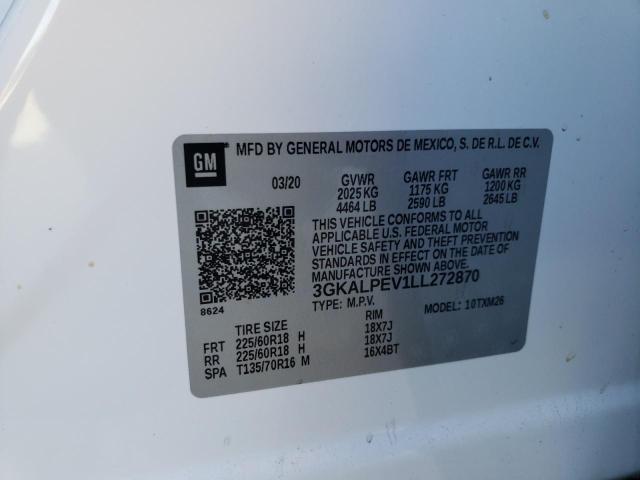 GM MFD BY GENERAL MOTORS DE MEXICO, S. DE R.L. DE C.V.
03/20 GVWR GAWR FRT GAWR RR
2025 KG 1175 KG 1200 KG
4464 LB 2590 LB 2645 LB
THIS VEHICLE CONFORMS TO ALL
APPLICABLE U.S. FEDERAL MOTOR
VEHICLE SAFETY AND THEFT PREVENTION
STANDARDS IN EFFECT ON THE DATE OF
MANUFACTURE SHOWN ABOVE.
3GKALPEV1LL272870
8624 TYPE: M.P.V. MODEL: 10TXM26
TIRE SIZE RIM
FRT 225/60R18 H 18X7J
RR 225/60R18 H 18X7J
SPA T135/70R16 M 16X4BT